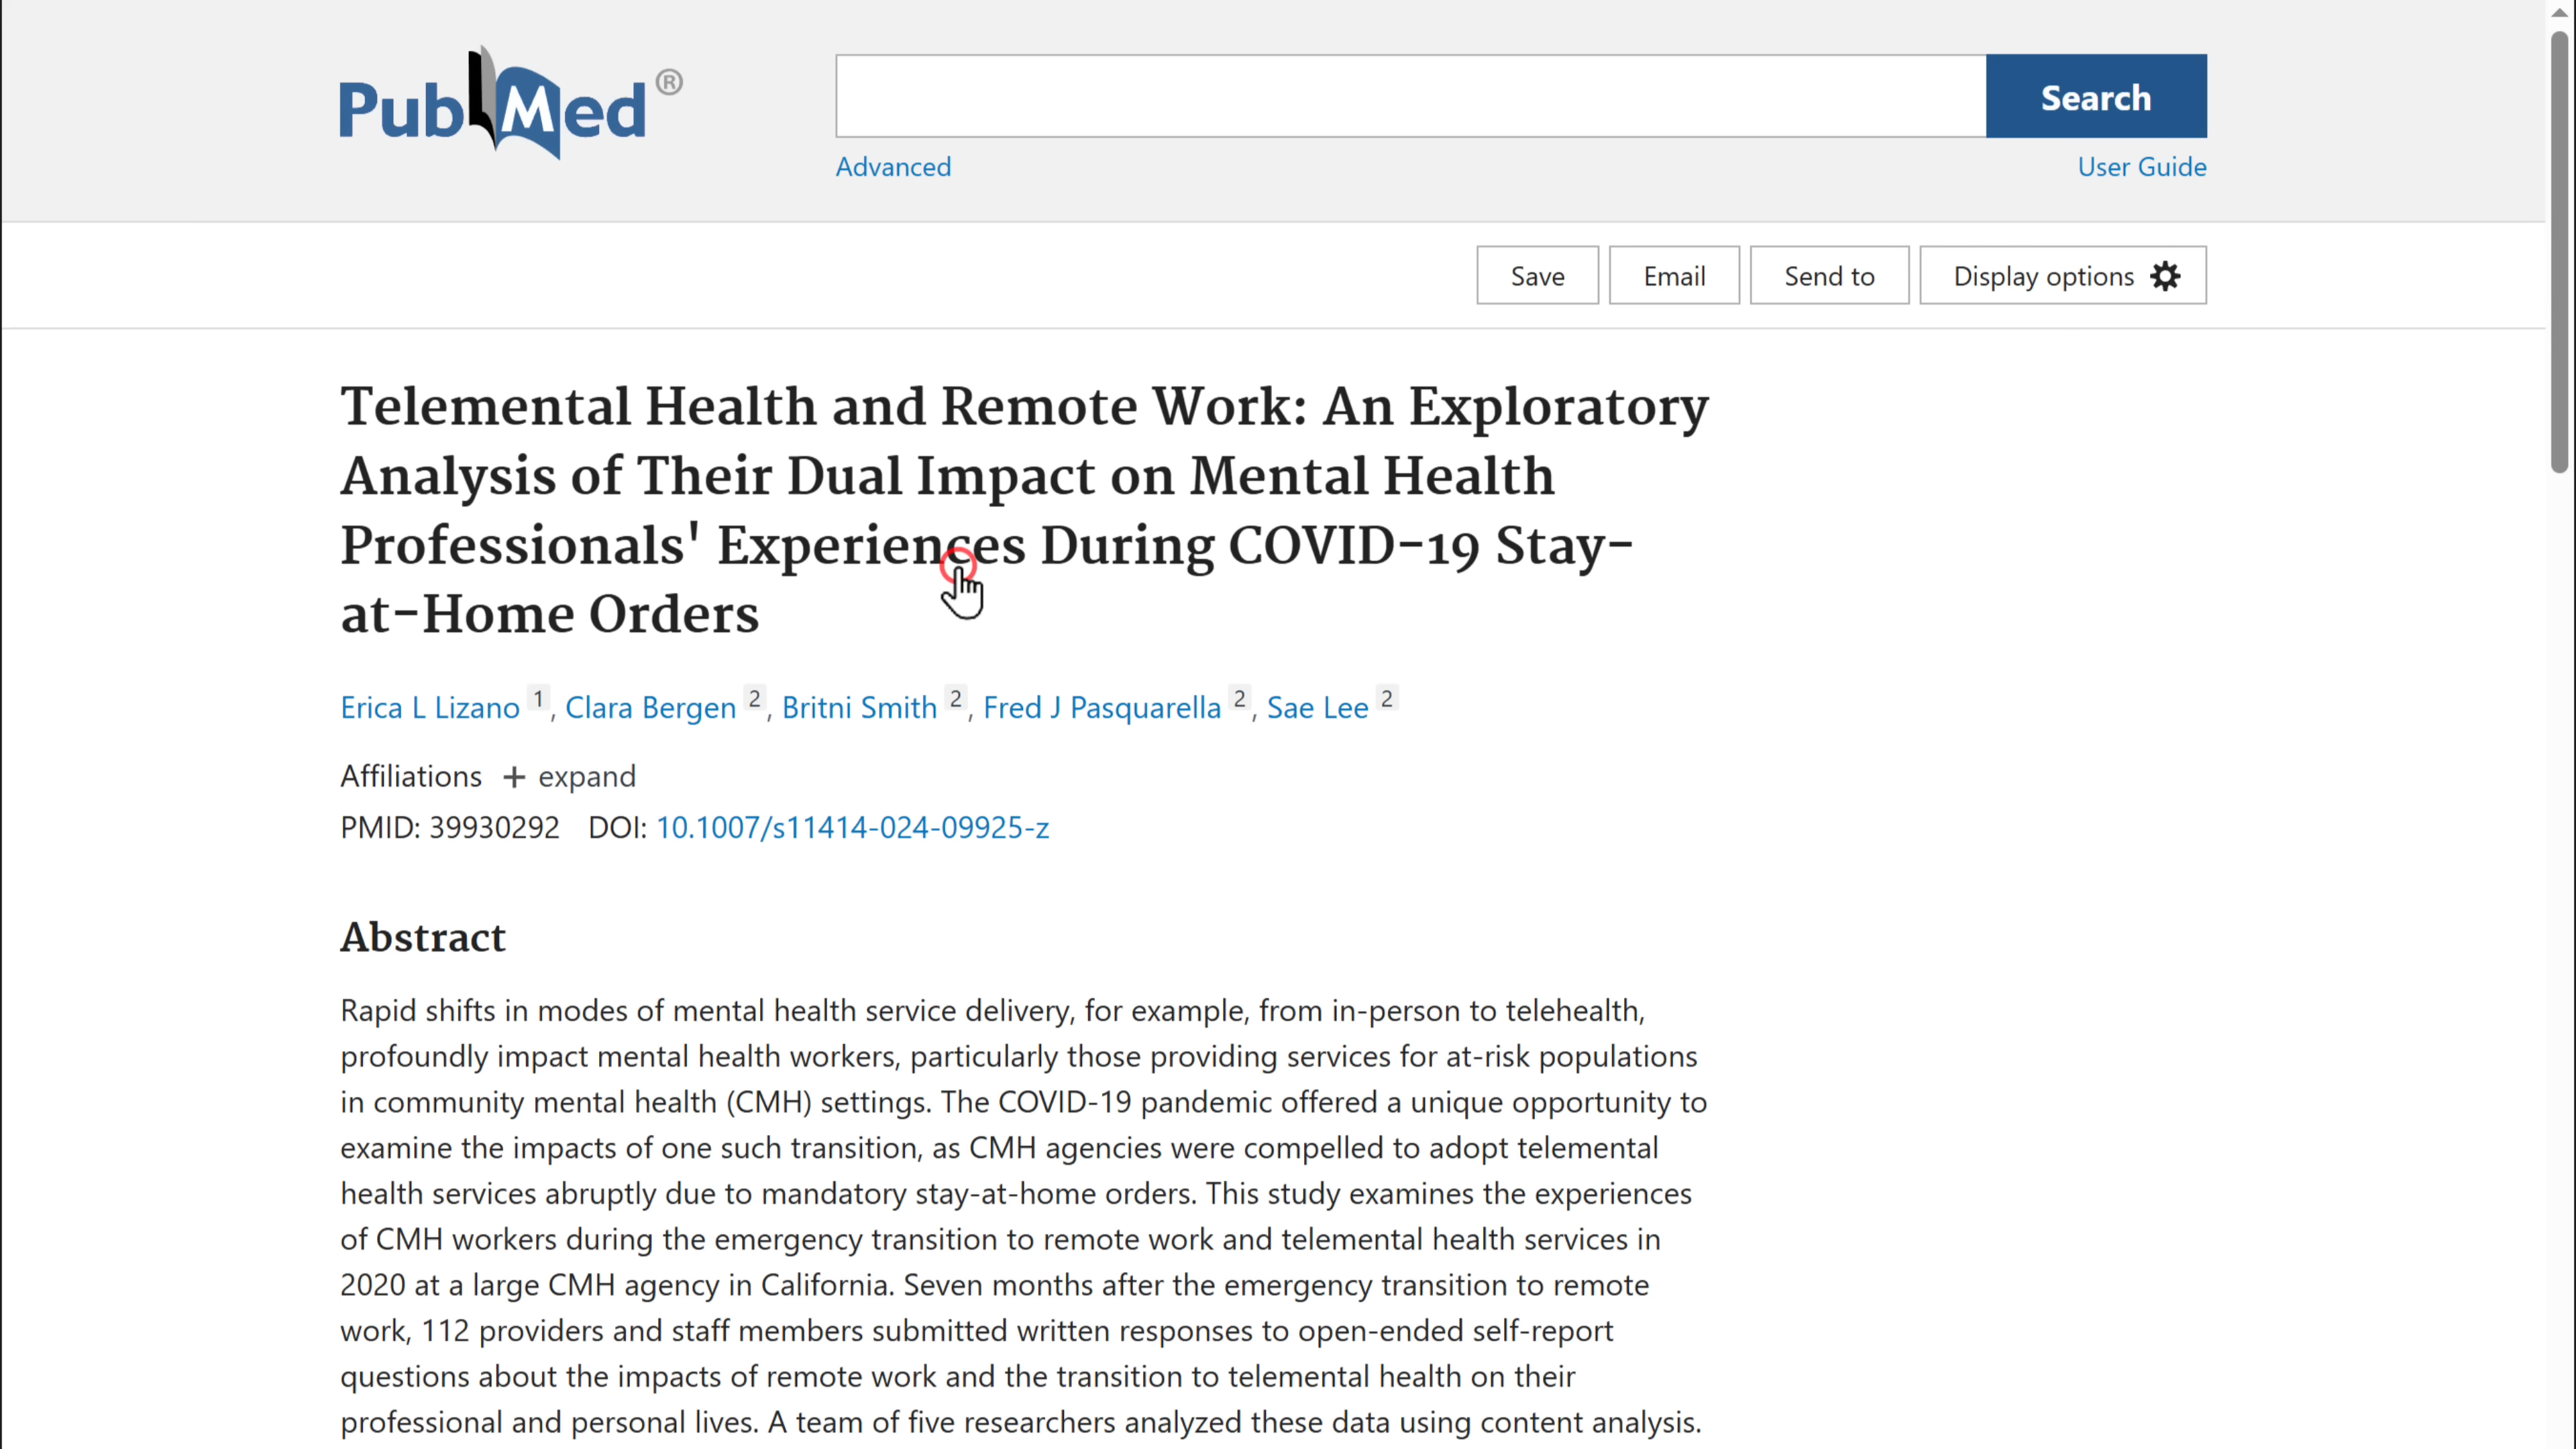 PubMed®
Search
Advanced
User Guide
Save
Email
Send to
Display options
Telemental Health and Remote Work: An Exploratory
Analysis of Their Dual Impact on Mental Health
Professionals' Experiences During COVID-19 Stay-
at-Home Orders
Erica L Lizano 1, Clara Bergen 2, Britni Smith 2, Fred J Pasquarella 2, Sae Lee 2
Affiliations + expand
PMID: 39930292 DOI: 10.1007/s11414-024-09925-z
Abstract
Rapid shifts in modes of mental health service delivery, for example, from in-person to telehealth,
profoundly impact mental health workers, particularly those providing services for at-risk populations
in community mental health (CMH) settings. The COVID-19 pandemic offered a unique opportunity to
examine the impacts of one such transition, as CMH agencies were compelled to adopt telemental
health services abruptly due to mandatory stay-at-home orders. This study examines the experiences
of CMH workers during the emergency transition to remote work and telemental health services in
2020 at a large CMH agency in California. Seven months after the emergency transition to remote
work, 112 providers and staff members submitted written responses to open-ended self-report
questions about the impacts of remote work and the transition to telemental health on their
professional and personal lives. A team of five researchers analyzed these data using content analysis.